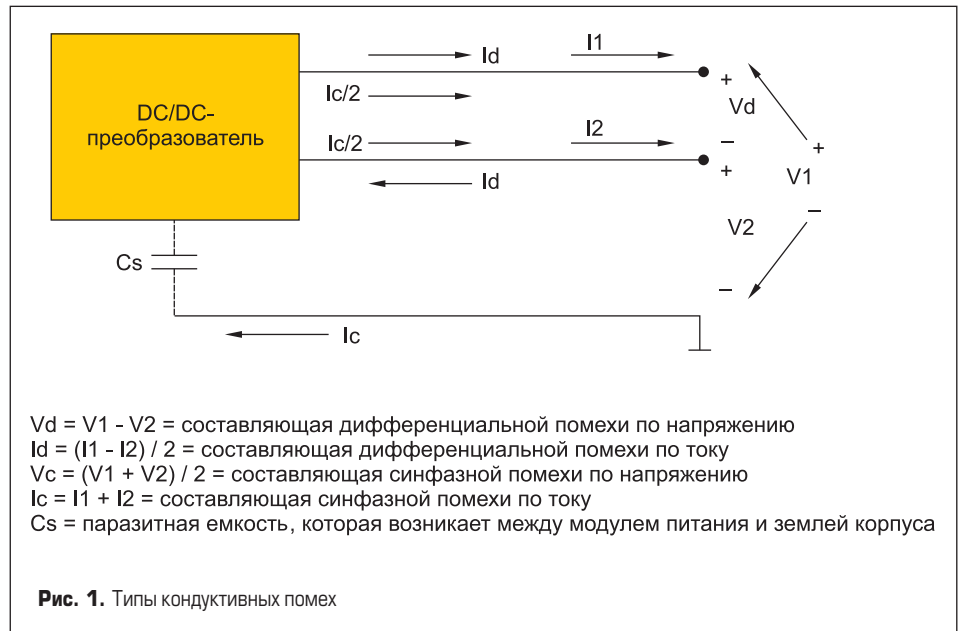 DC/DC-
преобразователь
Id
I1
Ic/2
Ic/2
I2
Id
+
Vd
–
+
+
V1
–
V2
–
Cs
Ic
Vd = V1 - V2 = составляющая дифференциальной помехи по напряжению
Id = (I1 - I2) / 2 = составляющая дифференциальной помехи по току
Vc = (V1 + V2) / 2 = составляющая синфазной помехи по напряжению
Ic = I1 + I2 = составляющая синфазной помехи по току
Cs = паразитная емкость, которая возникает между модулем питания и землей корпуса
Рис. 1. Типы кондуктивных помех